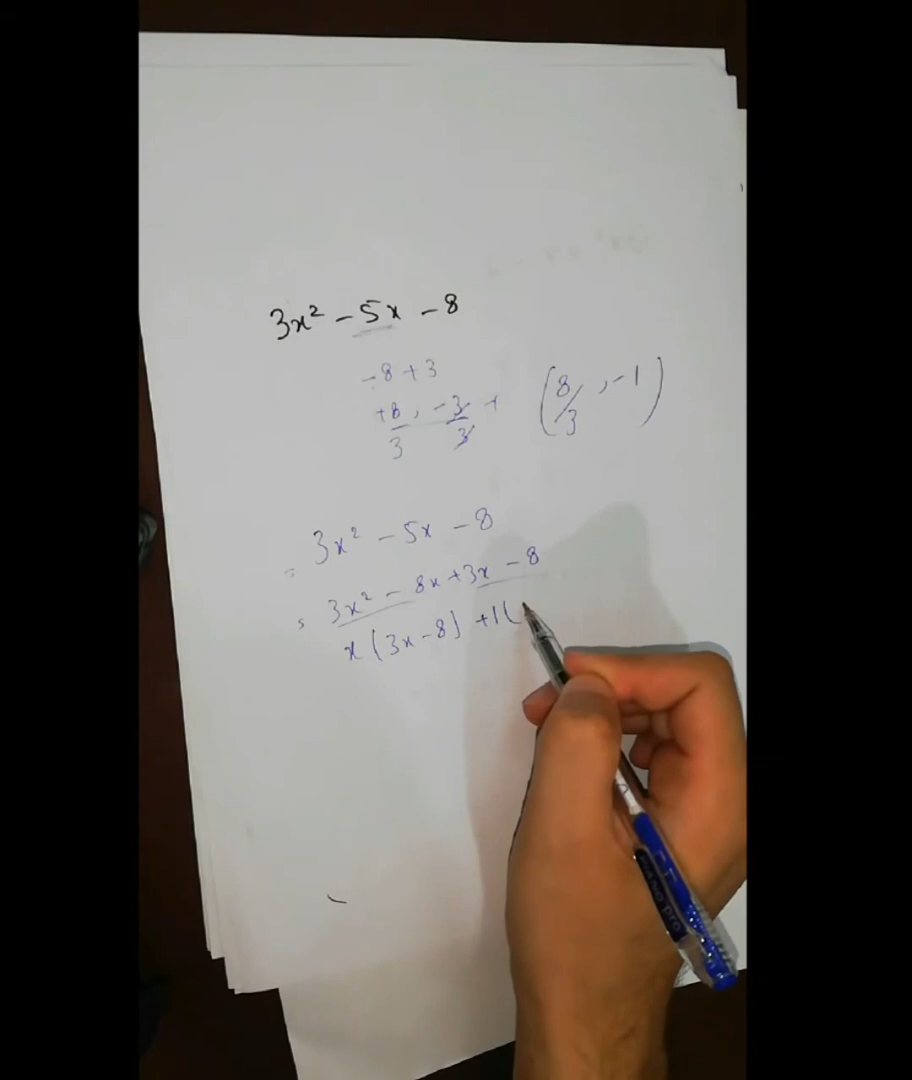 3x² - 5x - 8
-8 + 3
+8/3 , -3/3
(8/3 , -1)
3x² - 5x - 8
3x² - 8x + 3x - 8
x(3x-8) + 1(